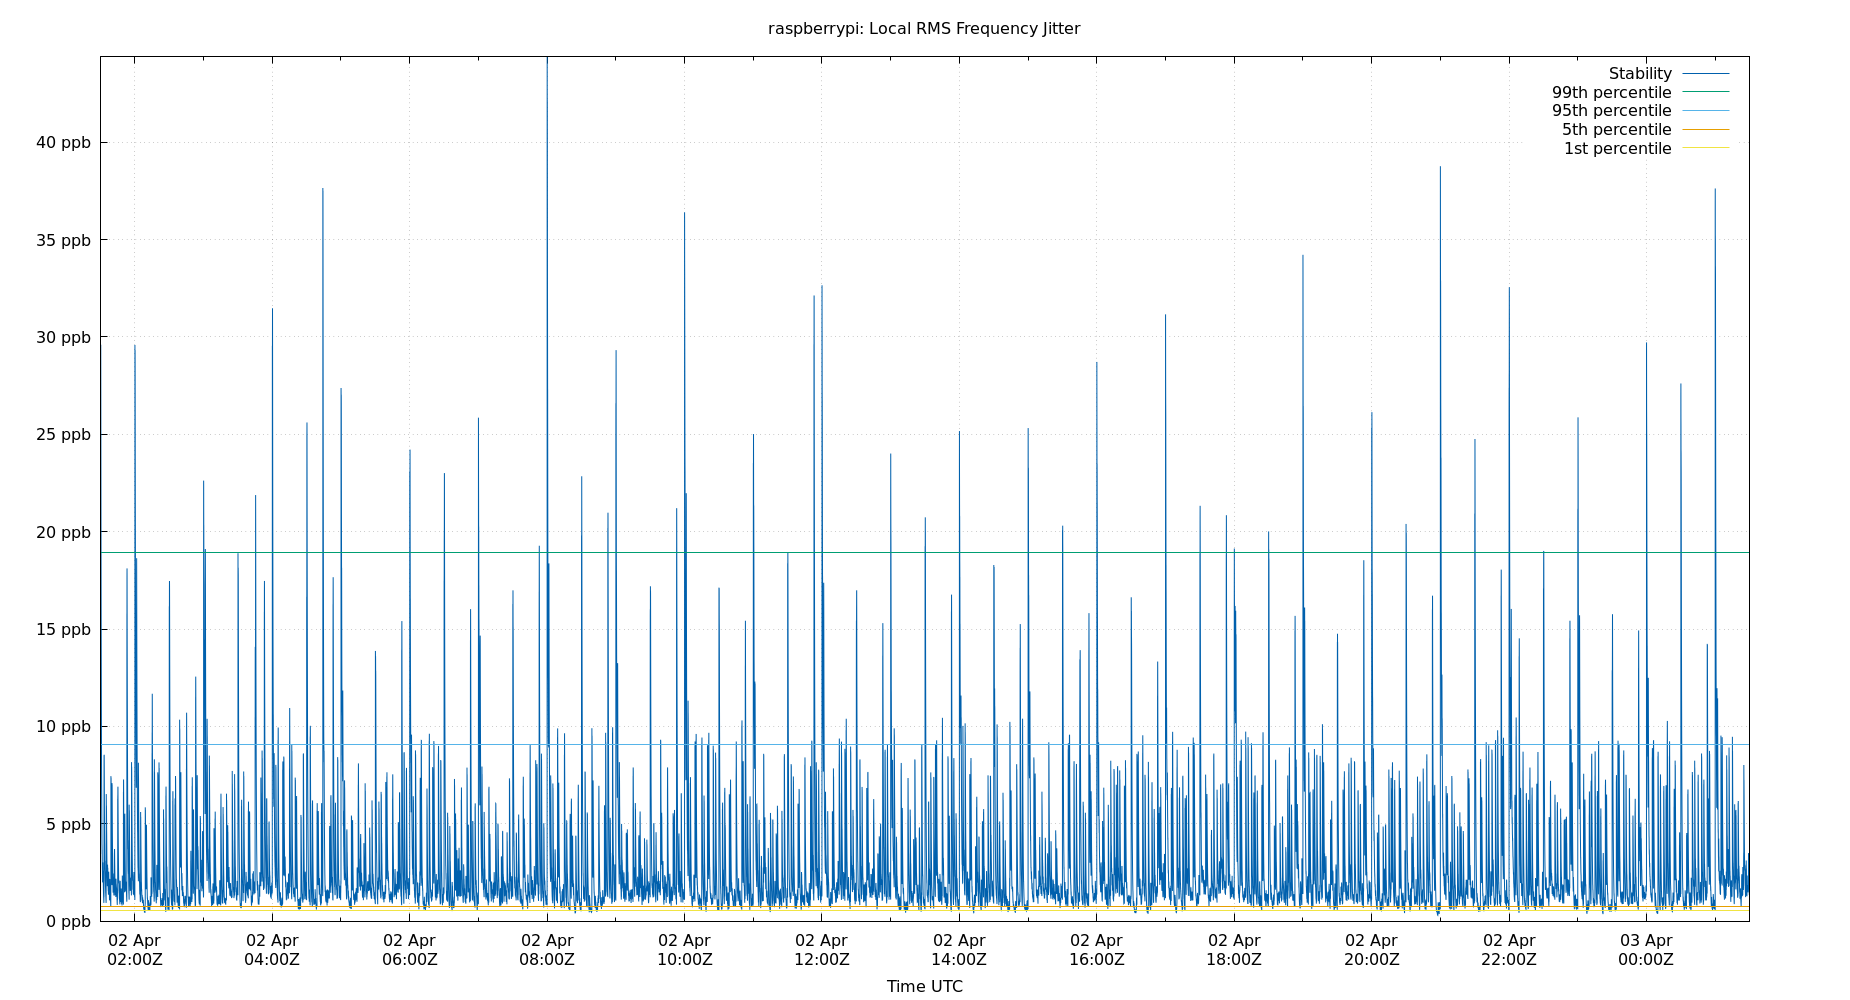 raspberrypi: Local RMS Frequency Jitter
Stability
99th percentile
95th percentile
5th percentile
1st percentile
40 ppb
35 ppb
30 ppb
25 ppb
20 ppb
15 ppb
10 ppb
5 ppb
0 ppb
02 Apr 02 Apr 02 Apr 02 Apr 02 Apr 02 Apr 02 Apr 02 Apr 02 Apr 02 Apr 02 Apr 03 Apr
02:00Z 04:00Z 06:00Z 08:00Z 10:00Z 12:00Z 14:00Z 16:00Z 18:00Z 20:00Z 22:00Z 00:00Z
Time UTC